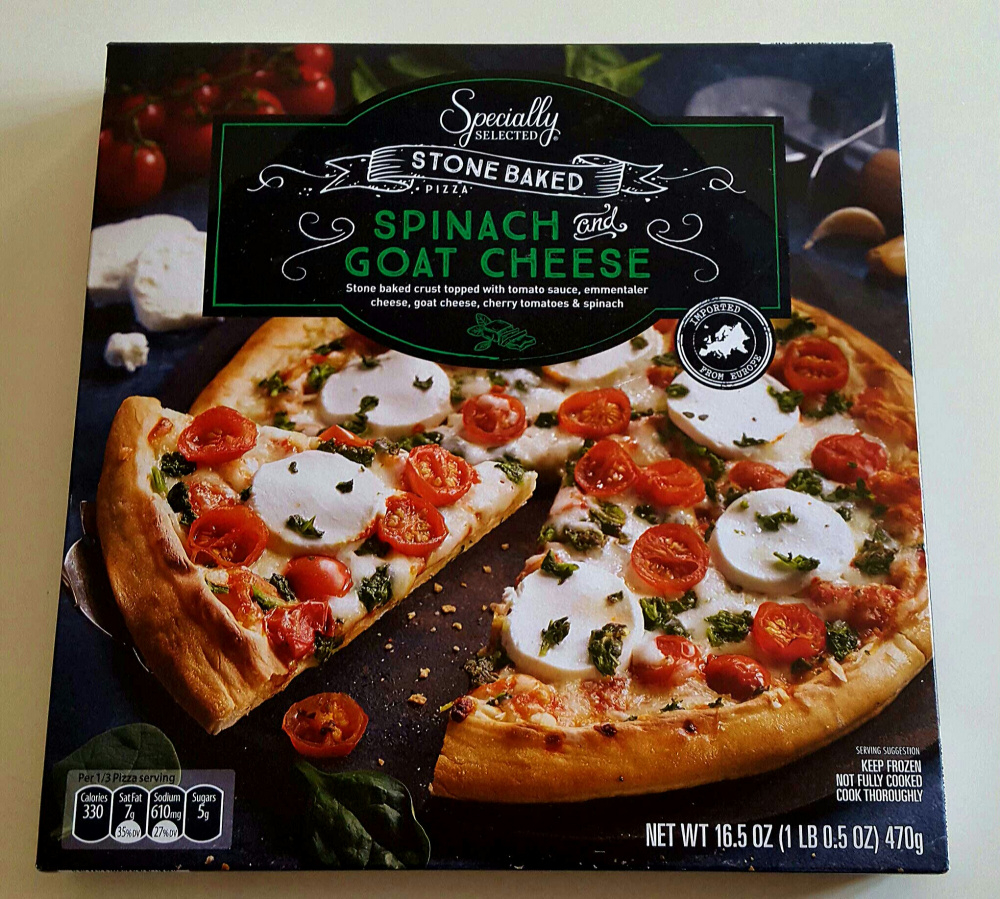 Specially
SELECTED®
STONE BAKED
PIZZA
SPINACH and
GOAT CHEESE
Stone baked crust topped with tomato sauce, emmentaler
cheese, goat cheese, cherry tomatoes & spinach
IMPORTED
FROM EUROPE
SERVING SUGGESTION
KEEP FROZEN
NOT FULLY COOKED
COOK THOROUGHLY
Per 1/3 Pizza serving
Calories Sat Fat Sodium Sugars
330 7g 610mg 5g
35%DV 27%DV
NET WT 16.5 OZ (1 LB 0.5 OZ) 470g